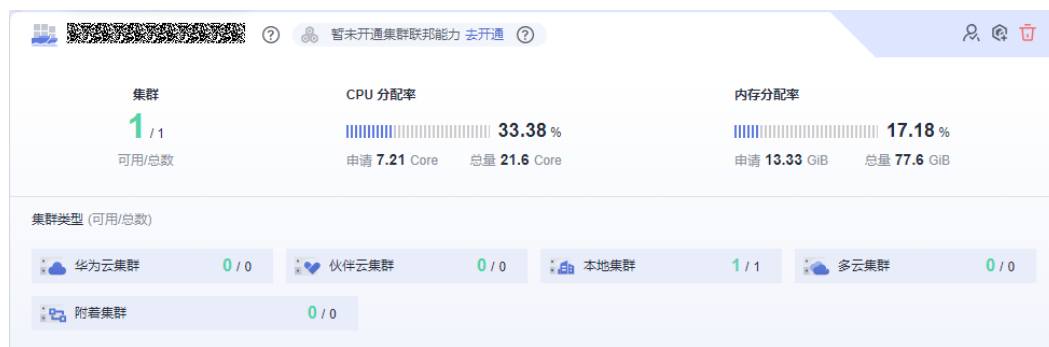 暂未开通集群联邦能力 去开通
集群
CPU 分配率
内存分配率
1 / 1
33.38 %
17.18 %
可用/总数
申请 7.21 Core 总量 21.6 Core
申请 13.33 GiB 总量 77.6 GiB
集群类型 (可用/总数)
华为云集群 0 / 0
伙伴云集群 0 / 0
本地集群 1 / 1
多云集群 0 / 0
附着集群 0 / 0